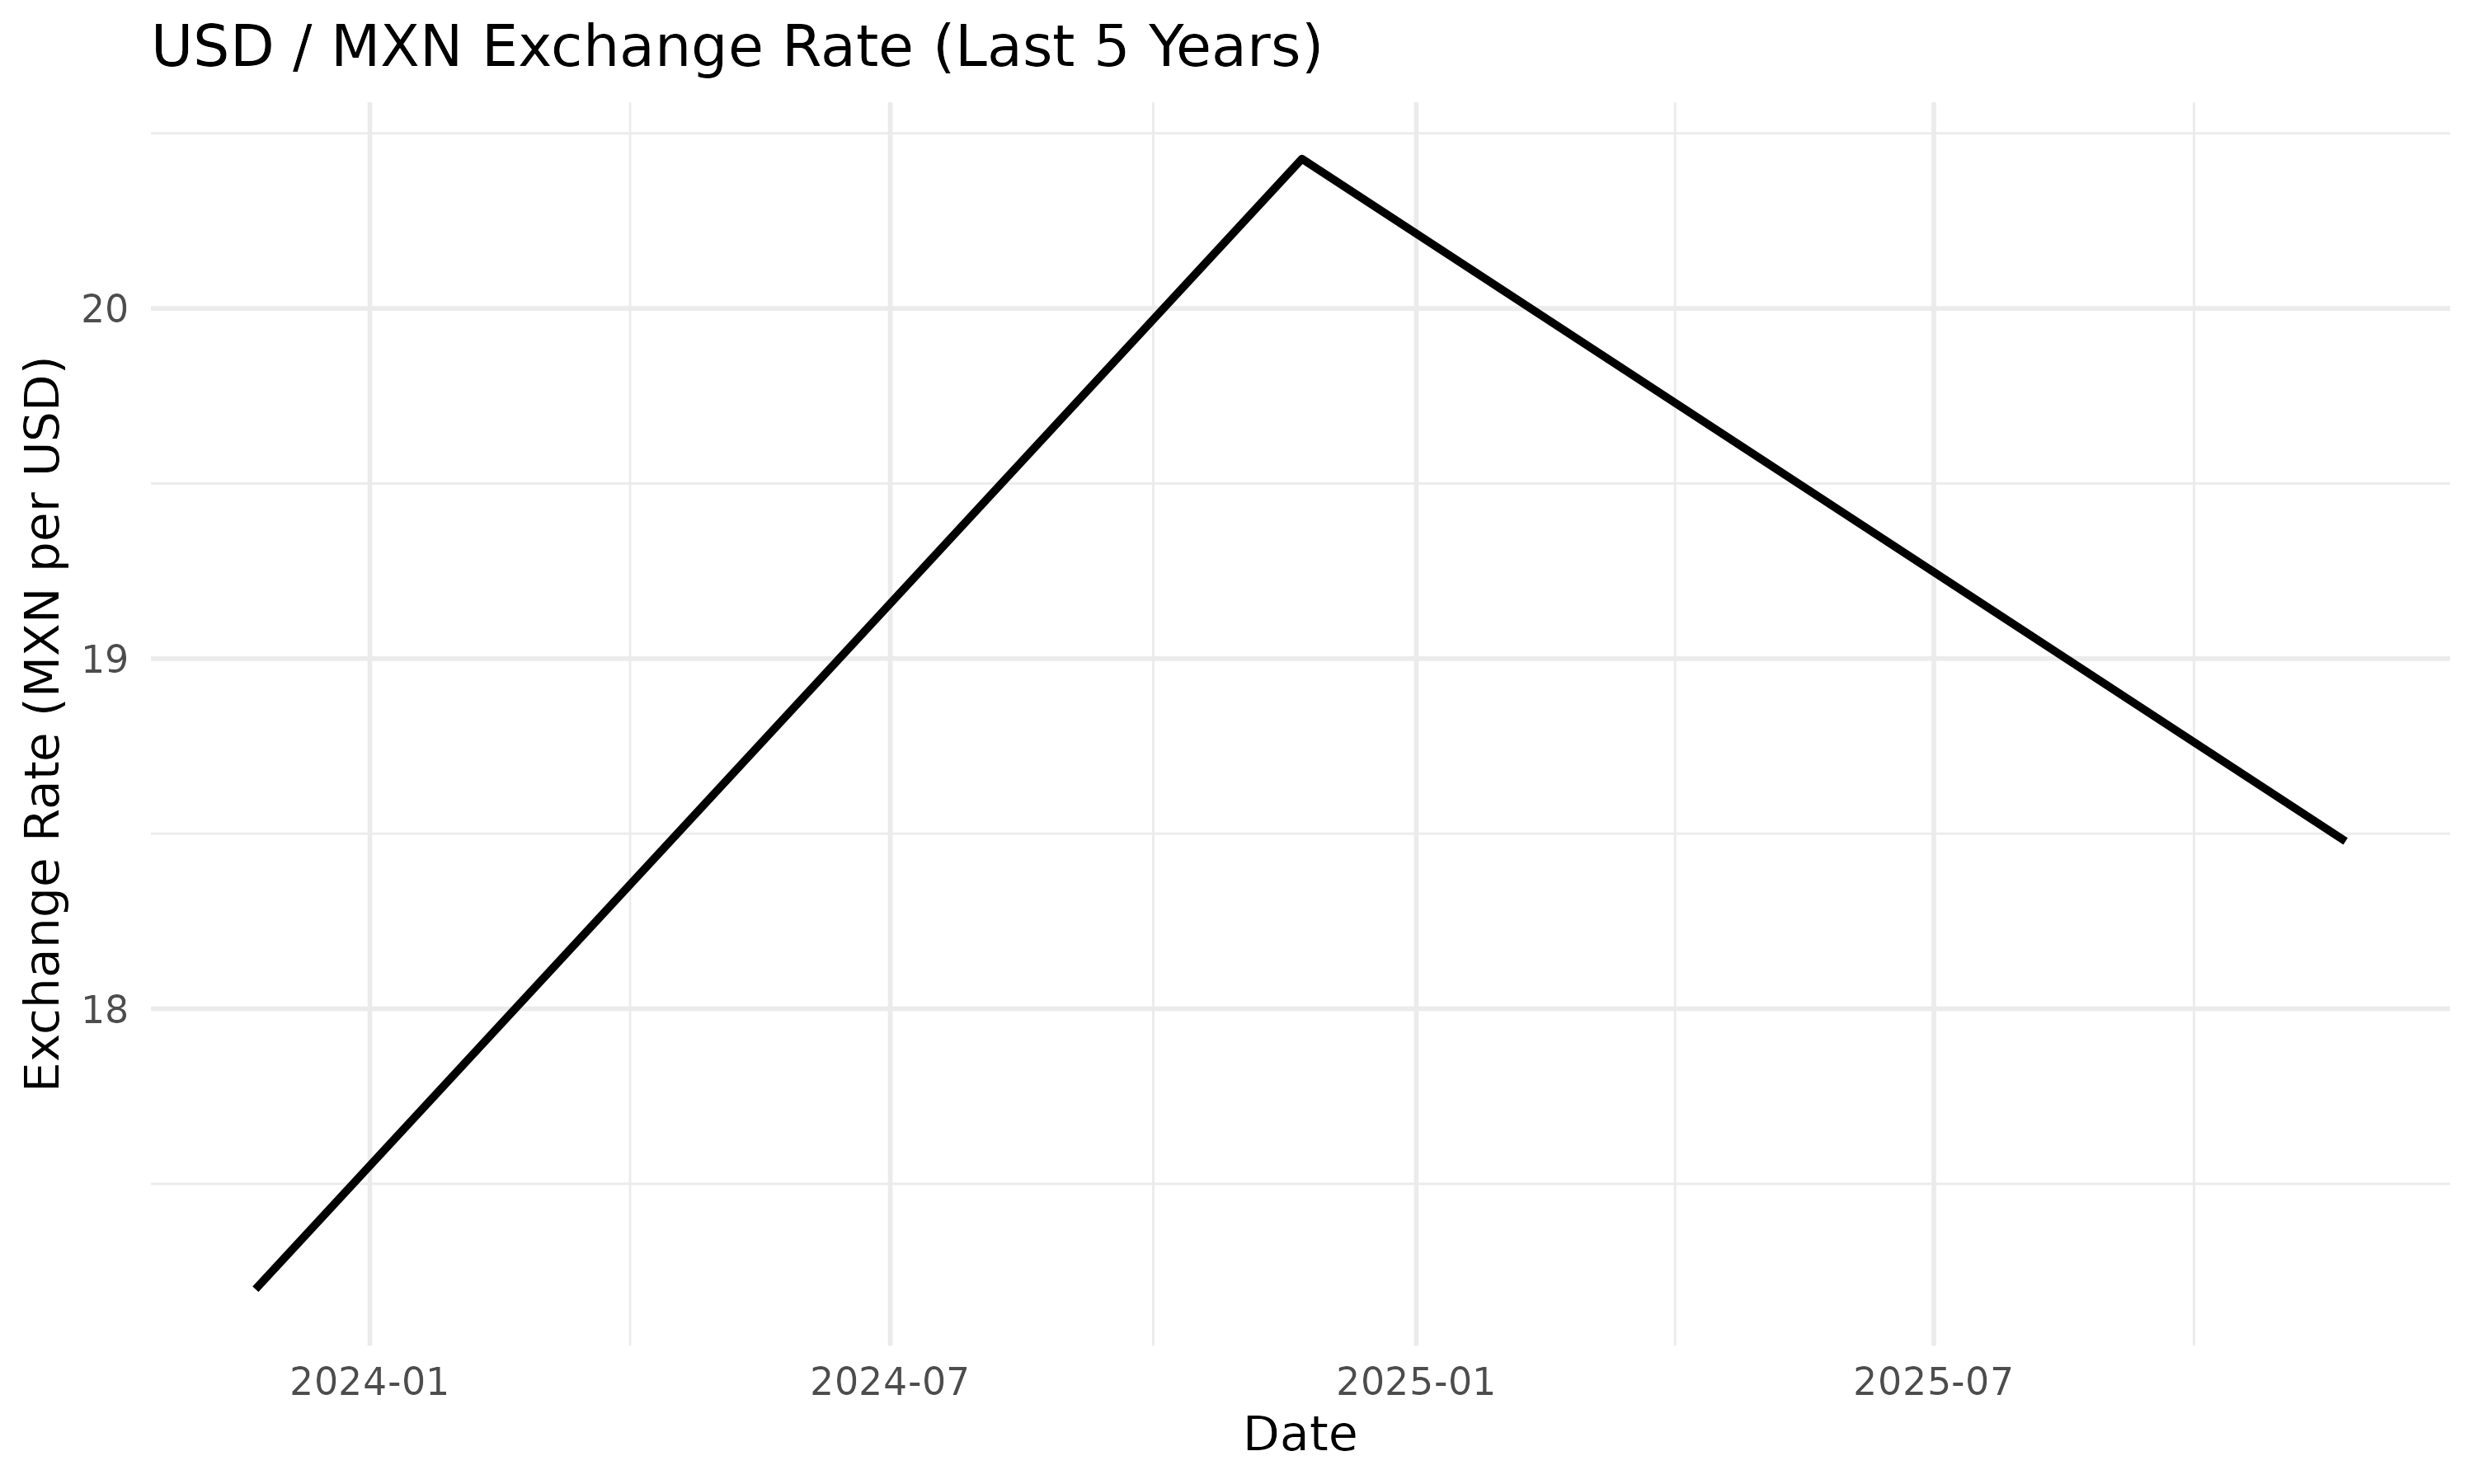 USD / MXN Exchange Rate (Last 5 Years)
Exchange Rate (MXN per USD)
20
19
18
2024-01
2024-07
2025-01
2025-07
Date